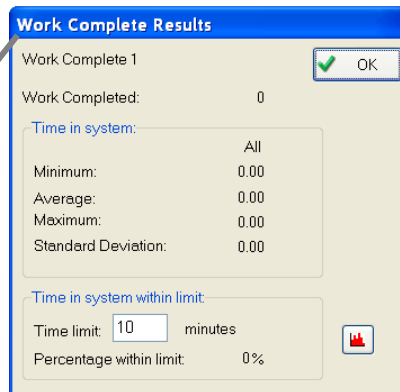 Work Complete Results
Work Complete 1
OK
Work Completed: 0
Time in system:
All
Minimum: 0.00
Average: 0.00
Maximum: 0.00
Standard Deviation: 0.00
Time in system within limit:
Time limit: 10 minutes
Percentage within limit: 0%